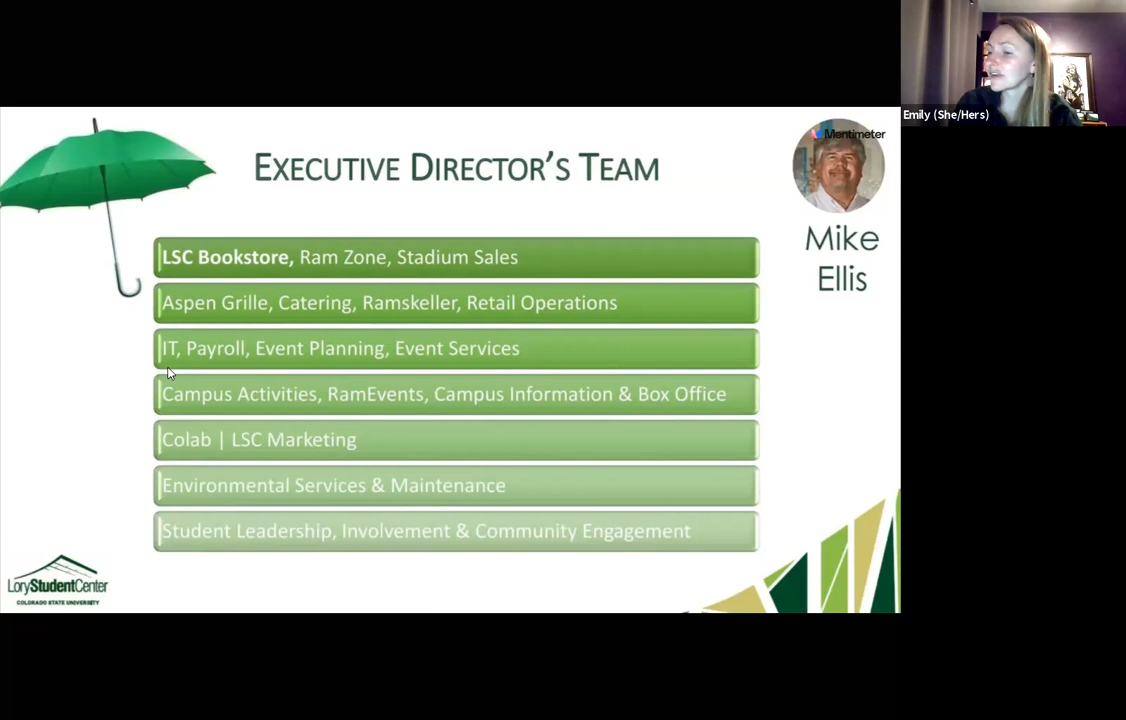 Emily (She/Hers)
Mentimeter
EXECUTIVE DIRECTOR'S TEAM
Mike
Ellis
LSC Bookstore, Ram Zone, Stadium Sales
Aspen Grille, Catering, Ramskeller, Retail Operations
IT, Payroll, Event Planning, Event Services
Campus Activities, RamEvents, Campus Information & Box Office
Colab | LSC Marketing
Environmental Services & Maintenance
Student Leadership, Involvement & Community Engagement
LoryStudentCenter
COLORADO STATE UNIVERSITY